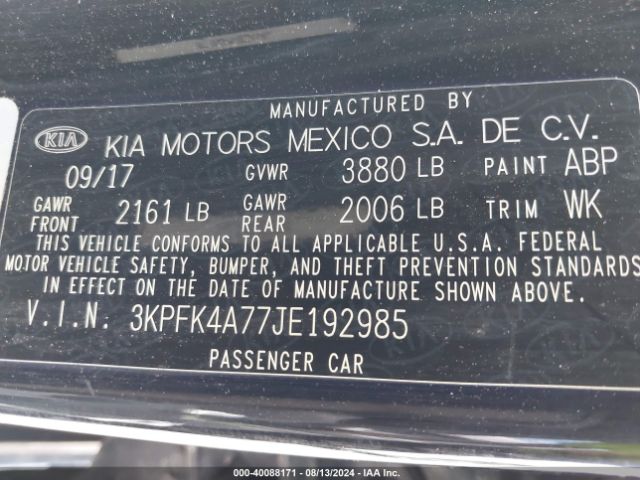 MANUFACTURED BY
KIA KIA MOTORS MEXICO S.A. DE C.V.
09/17 GVWR 3880 LB PAINT ABP
GAWR FRONT 2161 LB GAWR REAR 2006 LB TRIM WK
THIS VEHICLE CONFORMS TO ALL APPLICABLE U.S.A. FEDERAL
MOTOR VEHICLE SAFETY, BUMPER, AND THEFT PREVENTION STANDARDS
IN EFFECT ON THE DATE OF MANUFACTURE SHOWN ABOVE.
V.I.N. 3KPFK4A77JE192985
PASSENGER CAR
000-40088171 - 08/13/2024 - IAA Inc.